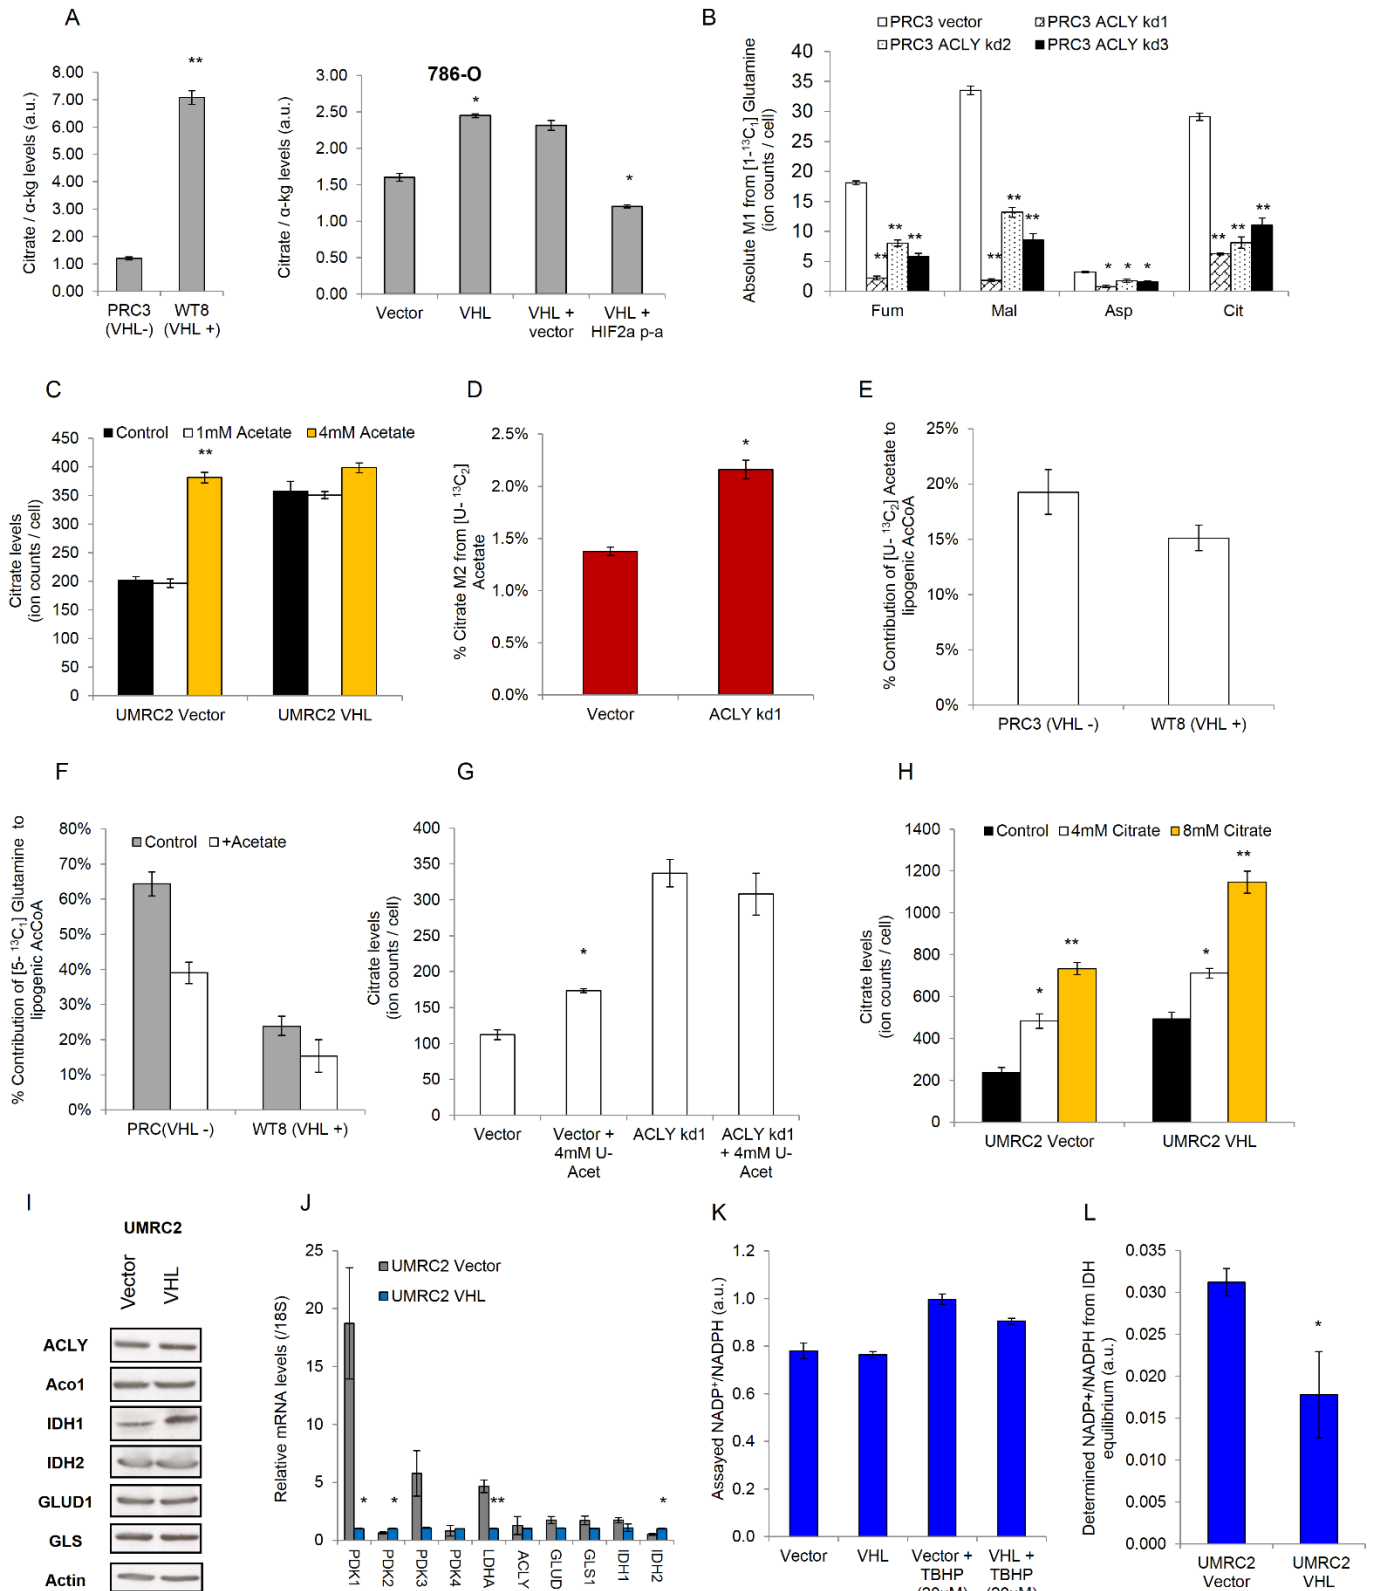 A
8.00
7.00
6.00
5.00
4.00
3.00
2.00
1.00
0.00
Citrate / α-kg levels (a.u.)
**
PRC3
(VHL-)
WT8
(VHL +)
786-O
3.00
2.50
2.00
1.50
1.00
0.50
0.00
Citrate / α-kg levels (a.u.)
*
*
Vector
VHL
VHL +
vector
VHL +
HIF2a p-a
B
PRC3 vector
PRC3 ACLY kd1
PRC3 ACLY kd2
PRC3 ACLY kd3
40
35
30
25
20
15
10
5
0
Absolute M1 from [1-¹³C₁] Glutamine
(ion counts / cell)
** ** **
** ** **
* * *
** ** **
Fum
Mal
Asp
Cit
C
Control
1mM Acetate
4mM Acetate
450
400
350
300
250
200
150
100
50
0
Citrate levels
(ion counts / cell)
**
UMRC2 Vector
UMRC2 VHL
D
2.5%
2.0%
1.5%
1.0%
0.5%
0.0%
% Citrate M2 from [U- ¹³C₂]
Acetate
*
Vector
ACLY kd1
E
25%
20%
15%
10%
5%
0%
% Contribution of [U- ¹³C₂] Acetate to
lipogenic AcCoA
PRC3 (VHL -)
WT8 (VHL +)
F
Control
+Acetate
80%
70%
60%
50%
40%
30%
20%
10%
0%
% Contribution of [5- ¹³C₁] Glutamine to
lipogenic AcCoA
PRC(VHL -)
WT8 (VHL +)
G
400
350
300
250
200
150
100
50
0
Citrate levels
(ion counts / cell)
*
Vector
Vector +
4mM U-
Acet
ACLY kd1
ACLY kd1
+ 4mM U-
Acet
H
Control
4mM Citrate
8mM Citrate
1400
1200
1000
800
600
400
200
0
Citrate levels
(ion counts / cell)
*
**
*
**
UMRC2 Vector
UMRC2 VHL
I
UMRC2
Vector
VHL
ACLY
Aco1
IDH1
IDH2
GLUD1
GLS
Actin
J
UMRC2 Vector
UMRC2 VHL
25
20
15
10
5
0
Relative mRNA levels (/18S)
*
*
**
*
PDK1
PDK2
PDK3
PDK4
LDHA
ACLY
GLUD
GLS1
IDH1
IDH2
K
1.2
1.0
0.8
0.6
0.4
0.2
0.0
Assayed NADP⁺/NADPH (a.u.)
Vector
VHL
Vector +
TBHP
VHL +
TBHP
L
0.035
0.030
0.025
0.020
0.015
0.010
0.005
0.000
Determined NADP+/NADPH from IDH
equilibrium (a.u.)
*
UMRC2
Vector
UMRC2
VHL